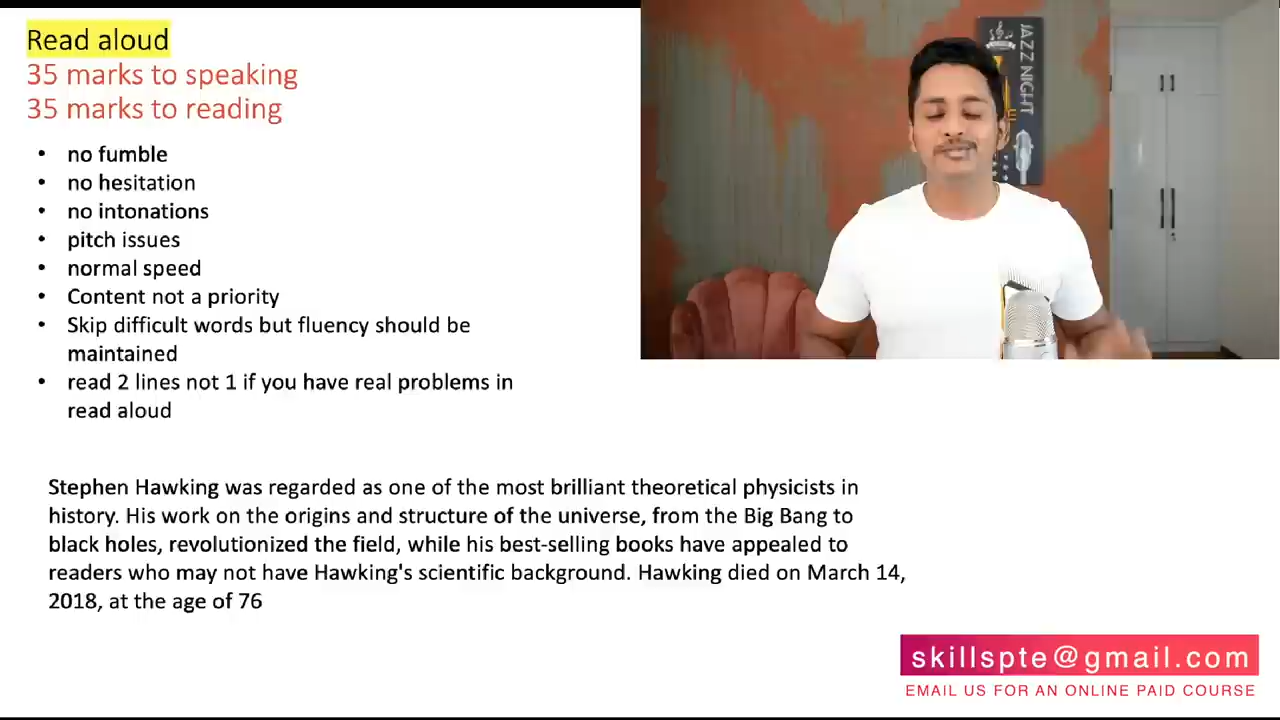 Read aloud
35 marks to speaking
35 marks to reading
• no fumble
• no hesitation
• no intonations
• pitch issues
• normal speed
• Content not a priority
• Skip difficult words but fluency should be
maintained
• read 2 lines not 1 if you have real problems in
read aloud
JAZZ NIGHT
Stephen Hawking was regarded as one of the most brilliant theoretical physicists in
history. His work on the origins and structure of the universe, from the Big Bang to
black holes, revolutionized the field, while his best-selling books have appealed to
readers who may not have Hawking's scientific background. Hawking died on March 14,
2018, at the age of 76
skillspte@gmail.com
EMAIL US FOR AN ONLINE PAID COURSE